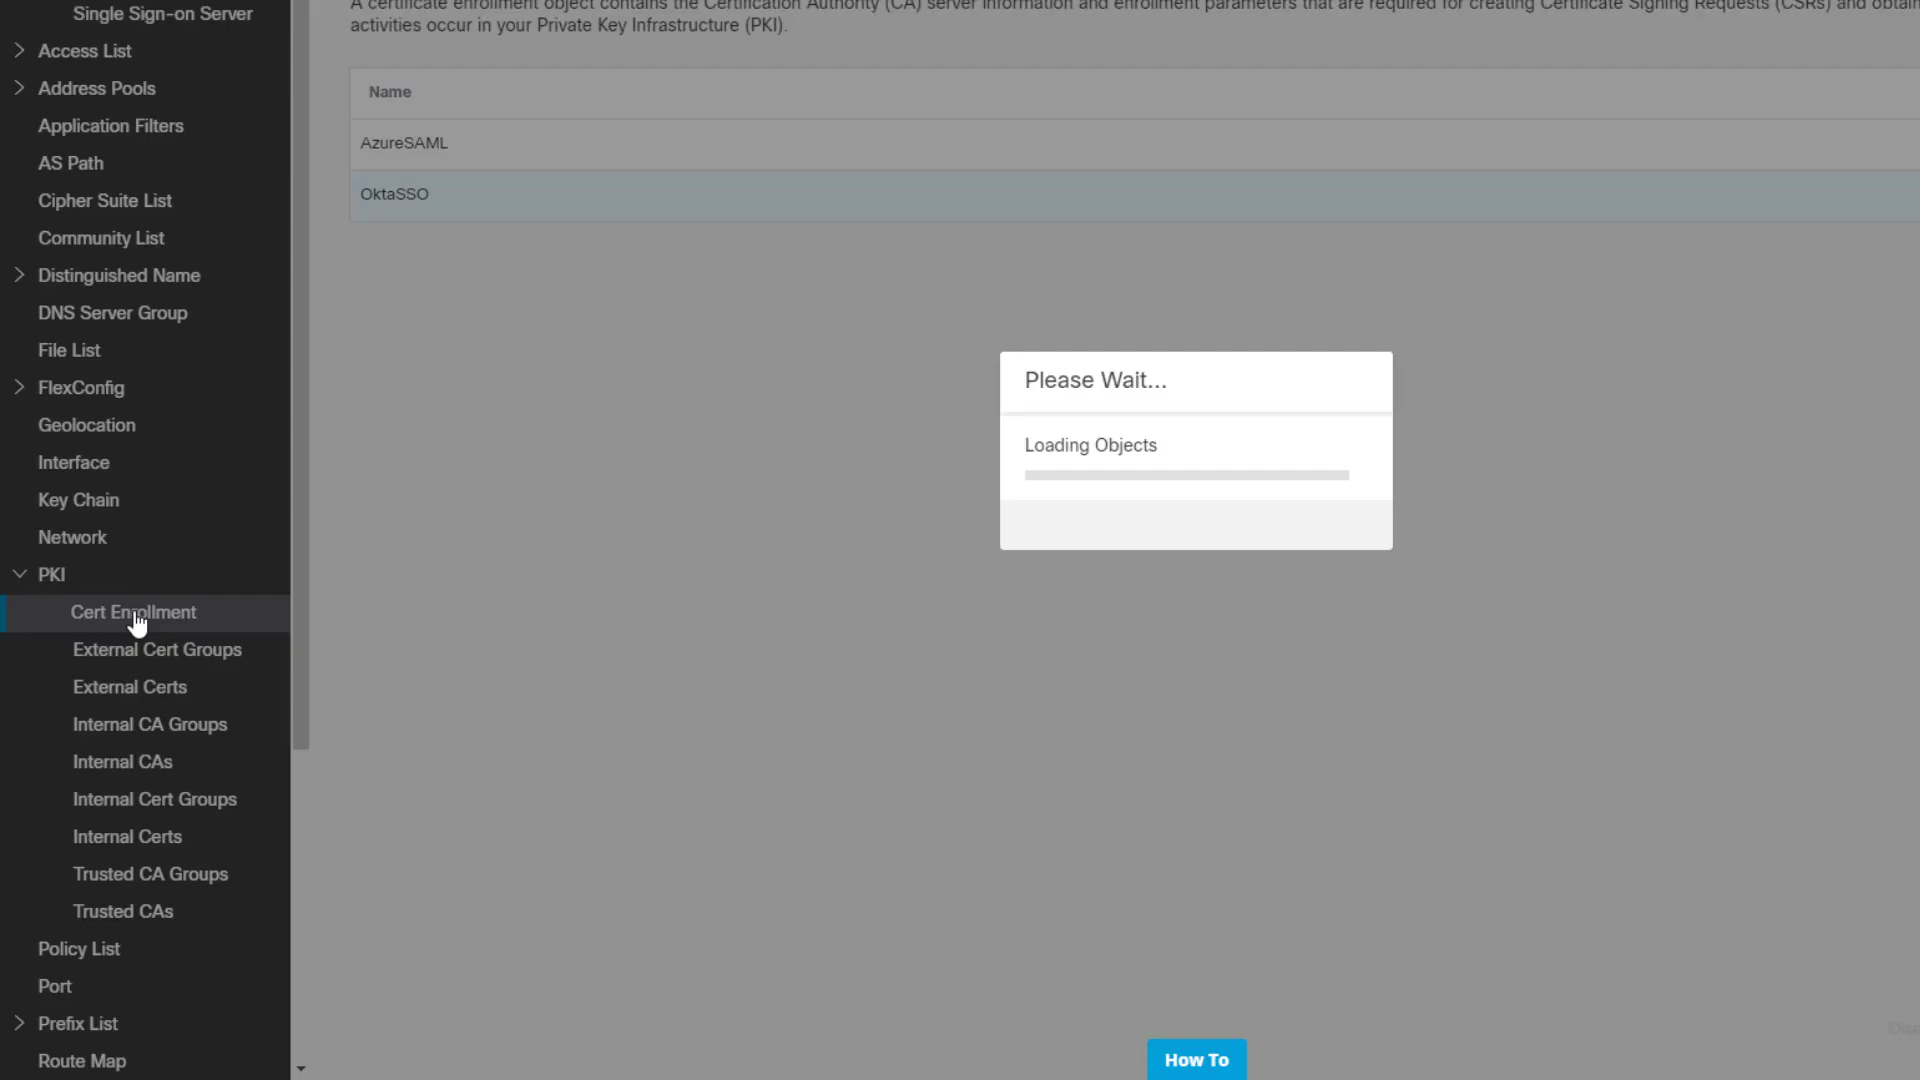 Single Sign-on Server
Access List
Address Pools
Application Filters
AS Path
Cipher Suite List
Community List
Distinguished Name
DNS Server Group
File List
FlexConfig
Geolocation
Interface
Key Chain
Network
PKI
Cert Enrollment
External Cert Groups
External Certs
Internal CA Groups
Internal CAs
Internal Cert Groups
Internal Certs
Trusted CA Groups
Trusted CAs
Policy List
Port
Prefix List
Route Map
A certificate enrollment object contains the Certification Authority (CA) server information and enrollment parameters that are required for creating Certificate Signing Requests (CSRs) and
activities occur in your Private Key Infrastructure (PKI).
Name
AzureSAML
OktaSSO
Please Wait...
Loading Objects
How To